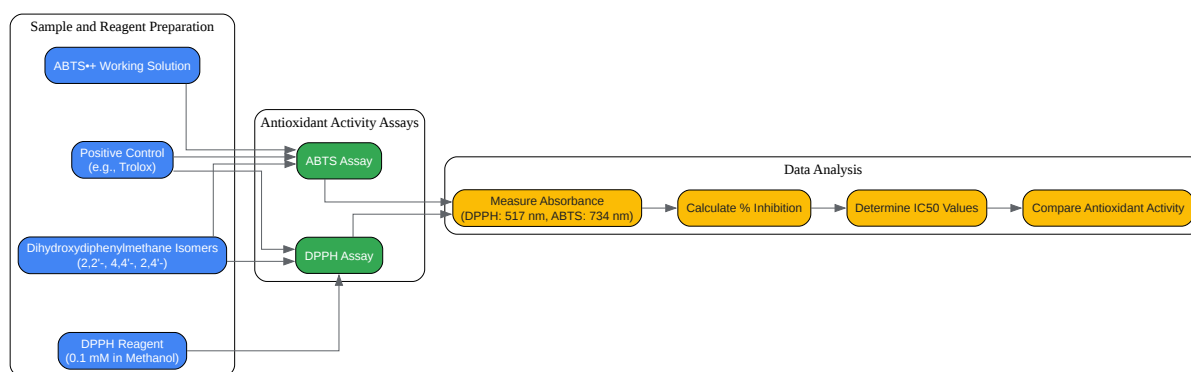 Sample and Reagent Preparation
ABTS•+ Working Solution
Positive Control
(e.g., Trolox)
Dihydroxydiphenylmethane Isomers
(2,2'-, 4,4'-, 2,4'-)
DPPH Reagent
(0.1 mM in Methanol)
Antioxidant Activity Assays
ABTS Assay
DPPH Assay
Data Analysis
Measure Absorbance
(DPPH: 517 nm, ABTS: 734 nm)
Calculate % Inhibition
Determine IC50 Values
Compare Antioxidant Activity